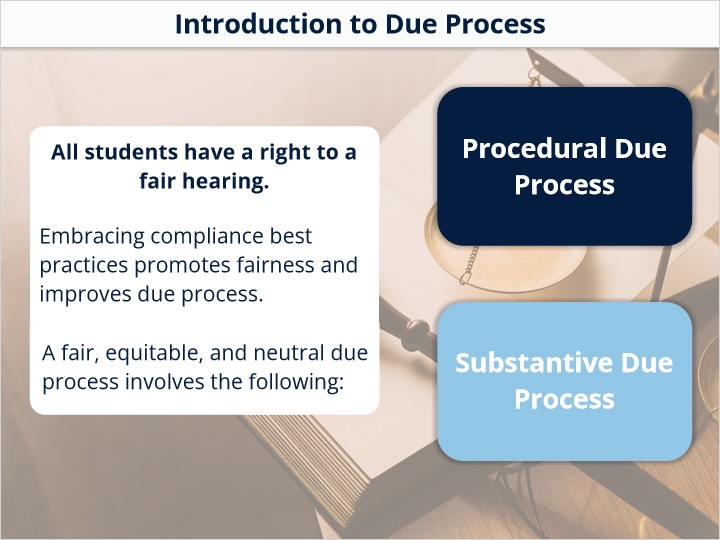 Introduction to Due Process
All students have a right to a
fair hearing.
Embracing compliance best
practices promotes fairness and
improves due process.
A fair, equitable, and neutral due
process involves the following:
Procedural Due
Process
Substantive Due
Process